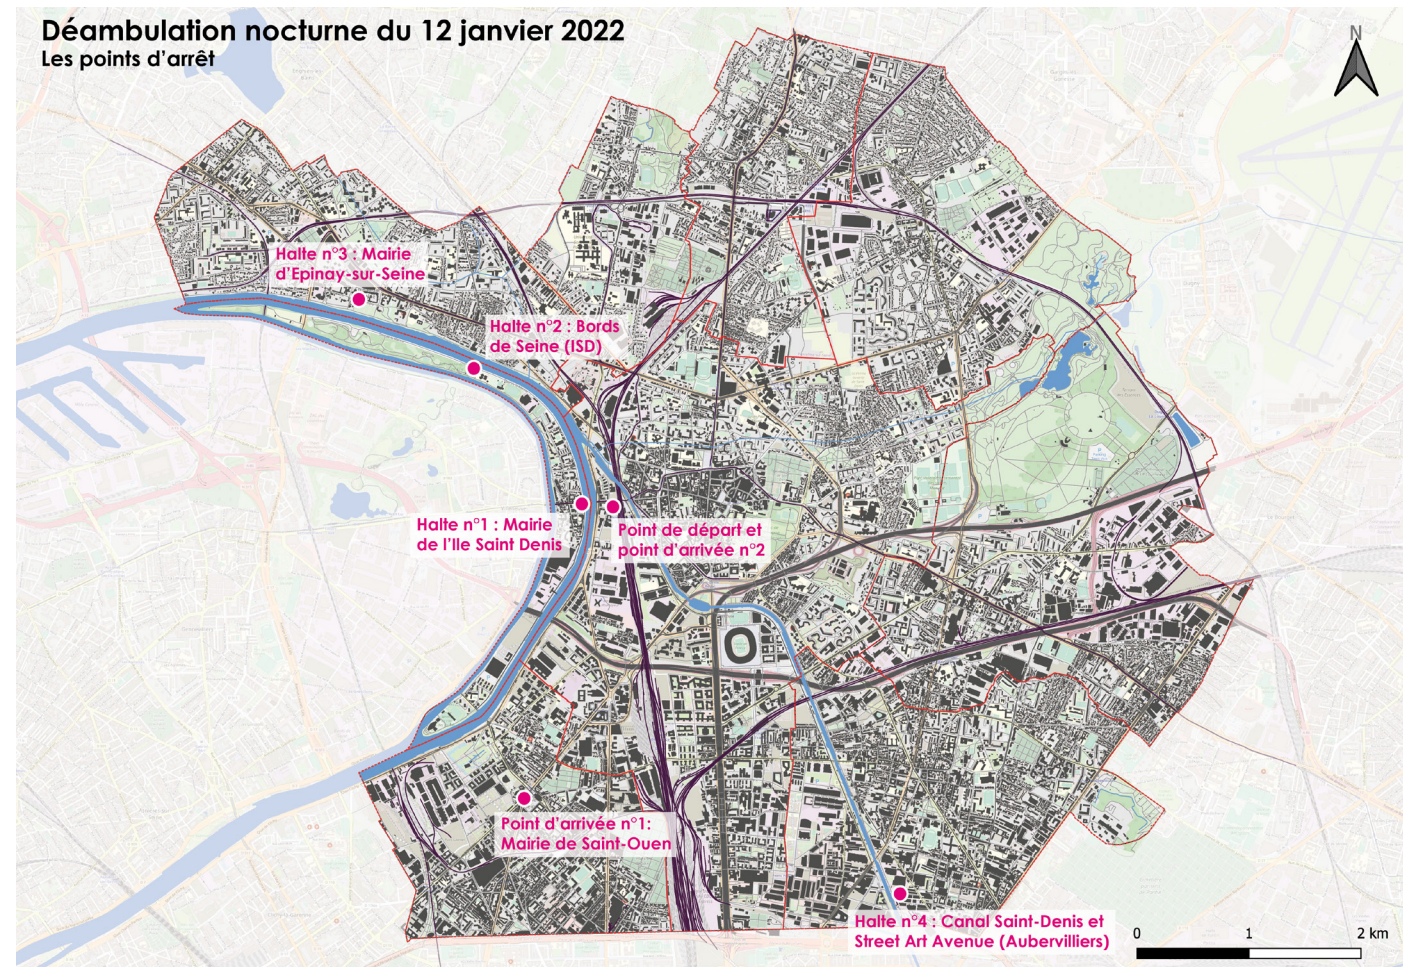 Déambulation nocturne du 12 janvier 2022
Les points d’arrêt
N
Halte n°3 : Mairie
d’Epinay-sur-Seine
Halte n°2 : Bords
de Seine (ISD)
Halte n°1 : Mairie
de l’Ile Saint Denis
Point de départ et
point d’arrivée n°2
Point d’arrivée n°1:
Mairie de Saint-Ouen
Halte n°4 : Canal Saint-Denis et
Street Art Avenue (Aubervilliers)
0 1 2 km